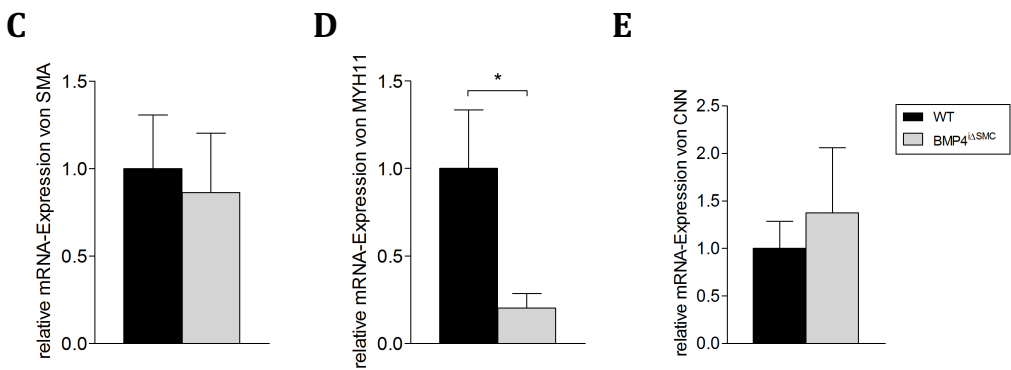 C
relative mRNA-Expression von SMA
1.5
1.0
0.5
0.0
D
relative mRNA-Expression von MYH11
1.5
1.0
0.5
0.0
*
E
relative mRNA-Expression von CNN
2.5
2.0
1.5
1.0
0.5
0.0
WT
BMP4iΔSMC